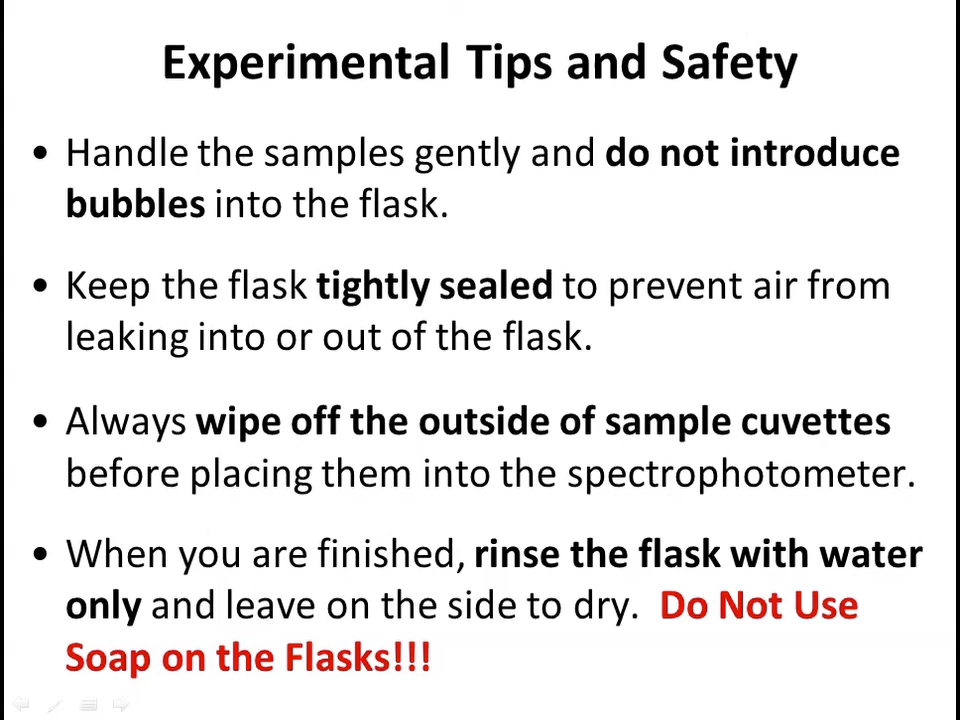 Experimental Tips and Safety
• Handle the samples gently and do not introduce
bubbles into the flask.
• Keep the flask tightly sealed to prevent air from
leaking into or out of the flask.
• Always wipe off the outside of sample cuvettes
before placing them into the spectrophotometer.
• When you are finished, rinse the flask with water
only and leave on the side to dry. Do Not Use
Soap on the Flasks!!!